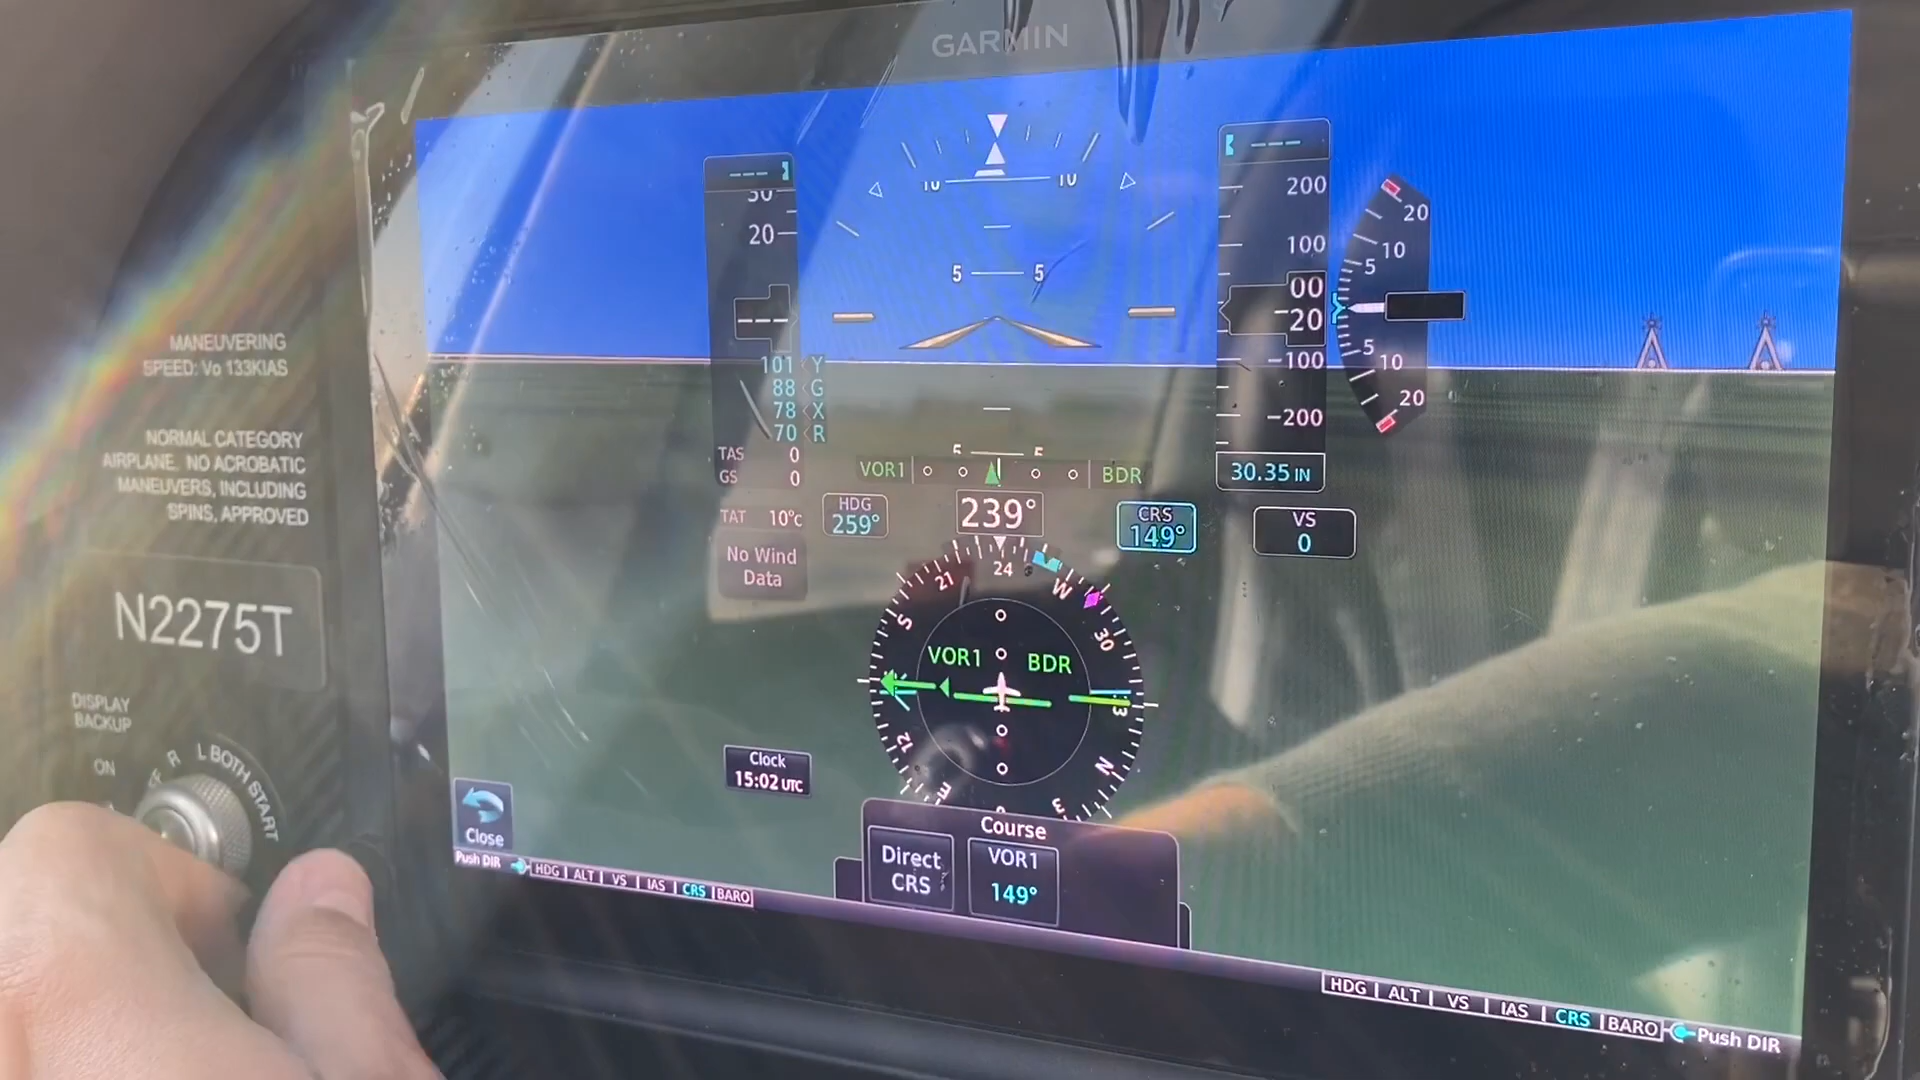 GARMIN
MANEUVERING
SPEED: Vo 133KIAS
NORMAL CATEGORY
AIRPLANE. NO ACROBATIC
MANEUVERS, INCLUDING
SPINS, APPROVED
N2275T
DISPLAY
BACKUP
ON
R L BOTH START
---
20
---
101 Y
88 G
78 X
70 R
TAS 0
GS 0
TAT 10°C
No Wind
Data
10 10
5 5
5 5
VOR1 BDR
HDG
259°
239°
CRS
149°
---
200
100
00
-20
-100
-200
30.35 IN
VS
0
20
10
5
5
10
20
21 24 W 30 N 3 E 12 S
VOR1 BDR
Clock
15:02 UTC
Close
Course
Direct
CRS
VOR1
149°
Push DIR HDG | ALT | VS | IAS | CRS | BARO
HDG | ALT | VS | IAS | CRS | BARO Push DIR